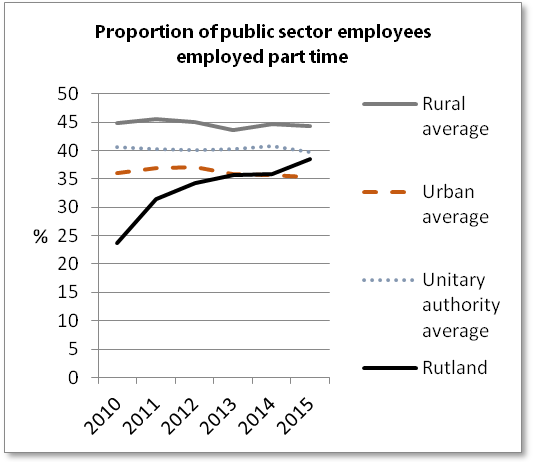 Proportion of public sector employees
employed part time
50
45
40
35
30
25
20
15
10
5
0
%
2010
2011
2012
2013
2014
2015
Rural
average
Urban
average
Unitary
authority
average
Rutland